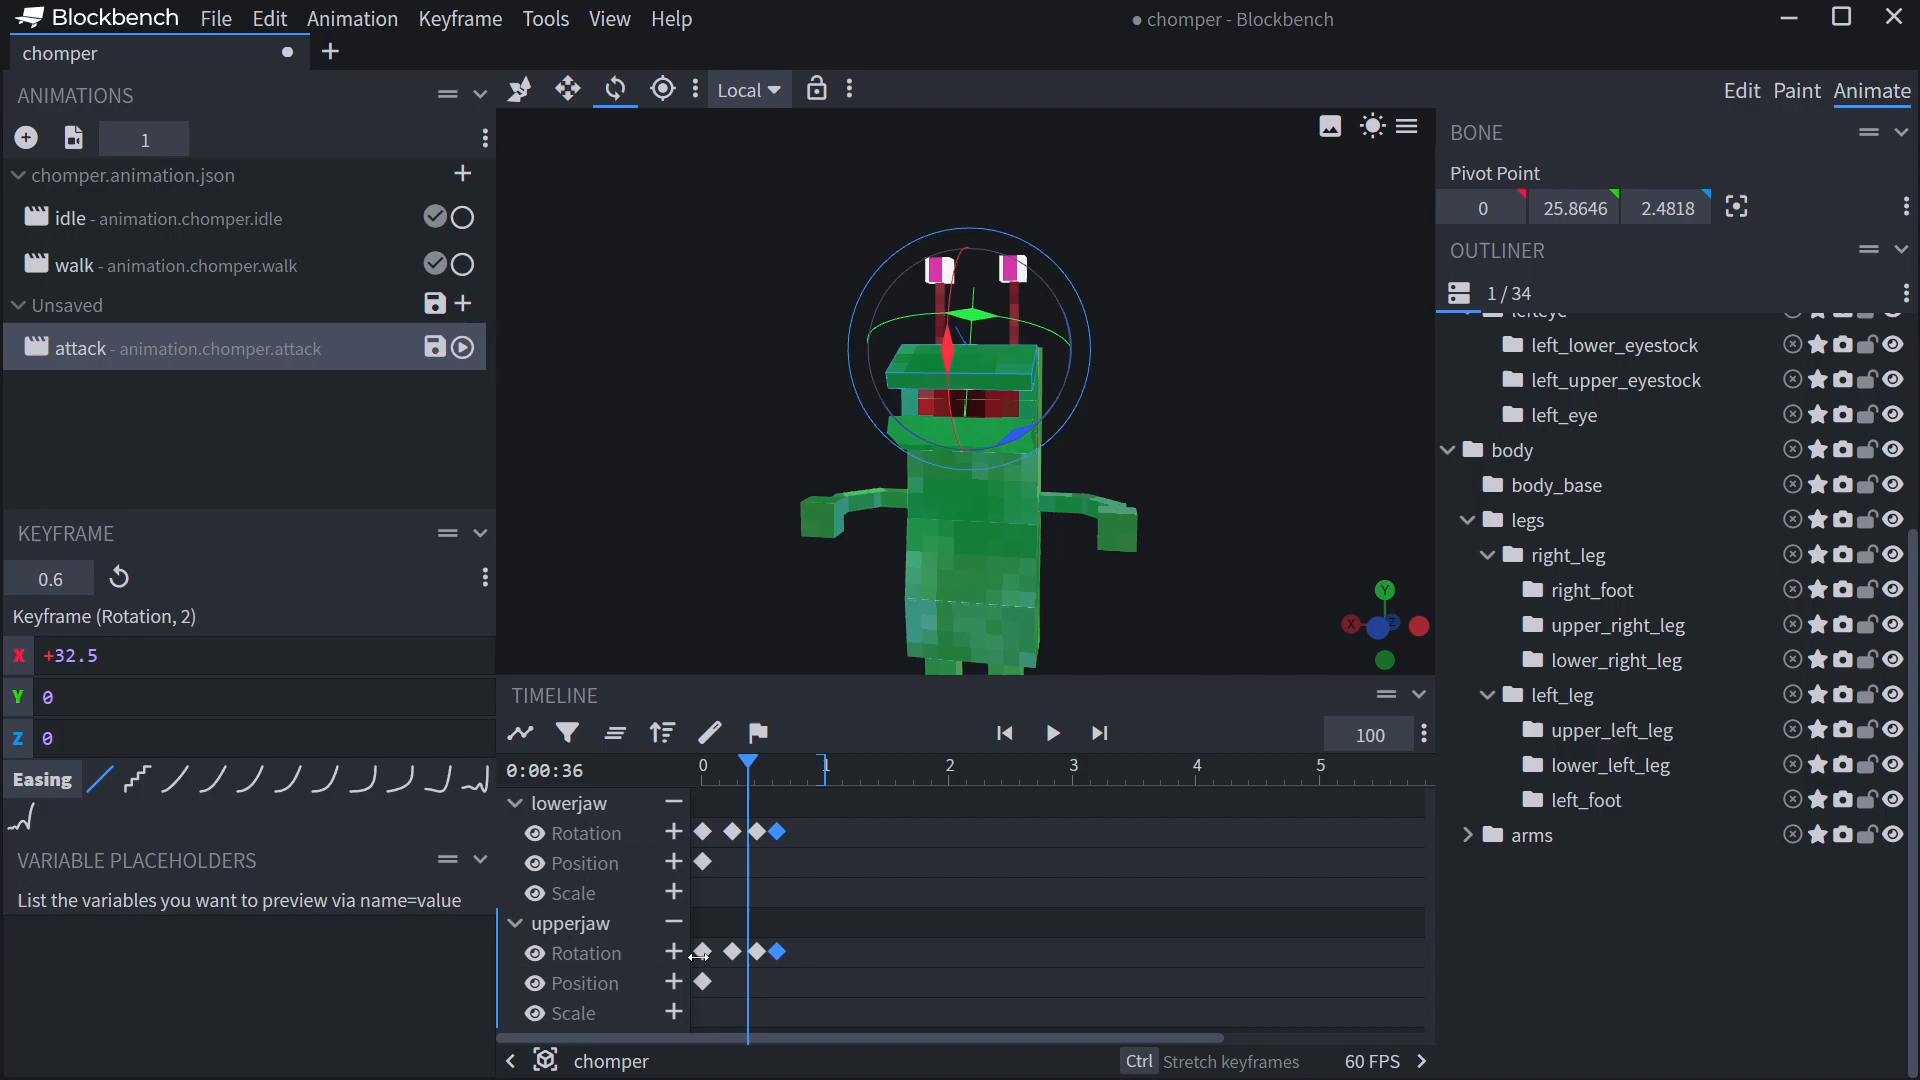 Blockbench File Edit Animation Keyframe Tools View Help
● chomper - Blockbench
chomper
ANIMATIONS
1
chomper.animation.json
idle - animation.chomper.idle
walk - animation.chomper.walk
Unsaved
attack - animation.chomper.attack
KEYFRAME
0.6
Keyframe (Rotation, 2)
X +32.5
Y 0
Z 0
Easing
VARIABLE PLACEHOLDERS
List the variables you want to preview via name=value
Local
Y
X
Z
TIMELINE
100
0:00:36
0 1 2 3 4 5
lowerjaw
Rotation
Position
Scale
upperjaw
Rotation
Position
Scale
chomper
Ctrl Stretch keyframes
60 FPS
Edit Paint Animate
BONE
Pivot Point
0 25.8646 2.4818
OUTLINER
1 / 34
lefteye
left_lower_eyestock
left_upper_eyestock
left_eye
body
body_base
legs
right_leg
right_foot
upper_right_leg
lower_right_leg
left_leg
upper_left_leg
lower_left_leg
left_foot
arms